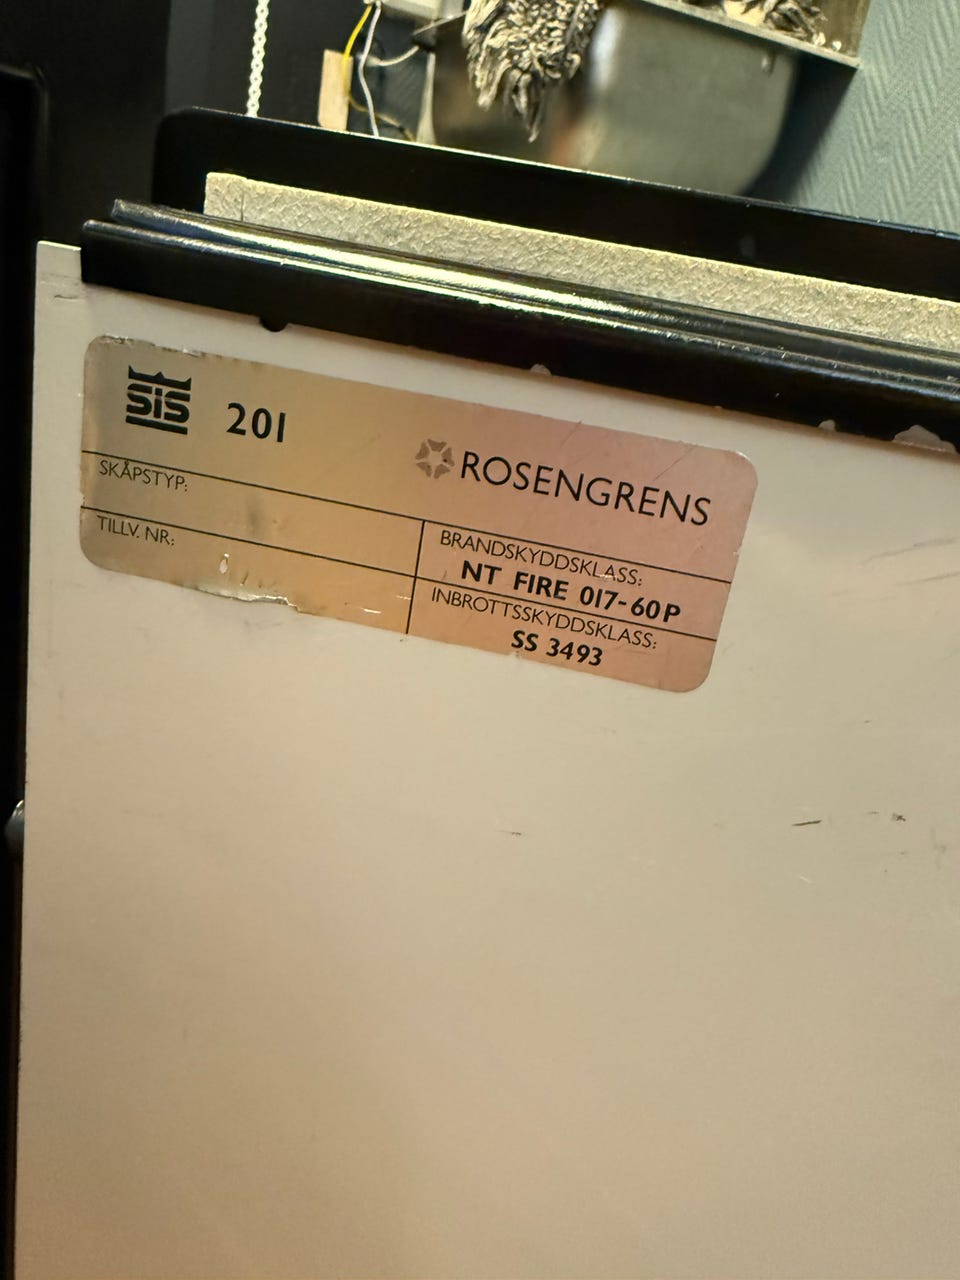 SIS 201
ROSENGRENS
SKÅPSTYP:
TILLV. NR:
BRANDSKYDDSKLASS:
NT FIRE 017-60P
INBROTTSSKYDDSKLASS:
SS 3493